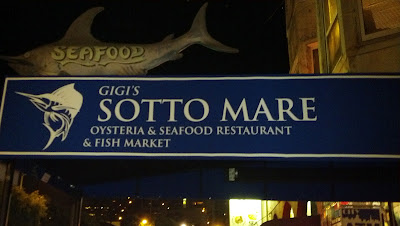 SEAFOOD
GIGI'S
SOTTO MARE
OYSTERIA & SEAFOOD RESTAURANT
& FISH MARKET